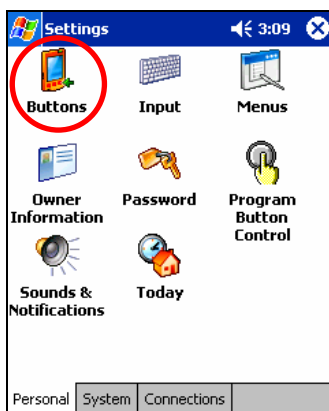 Settings 3:09
Buttons Input Menus
Owner Information Password Program Button Control
Sounds & Notifications Today
Personal System Connections